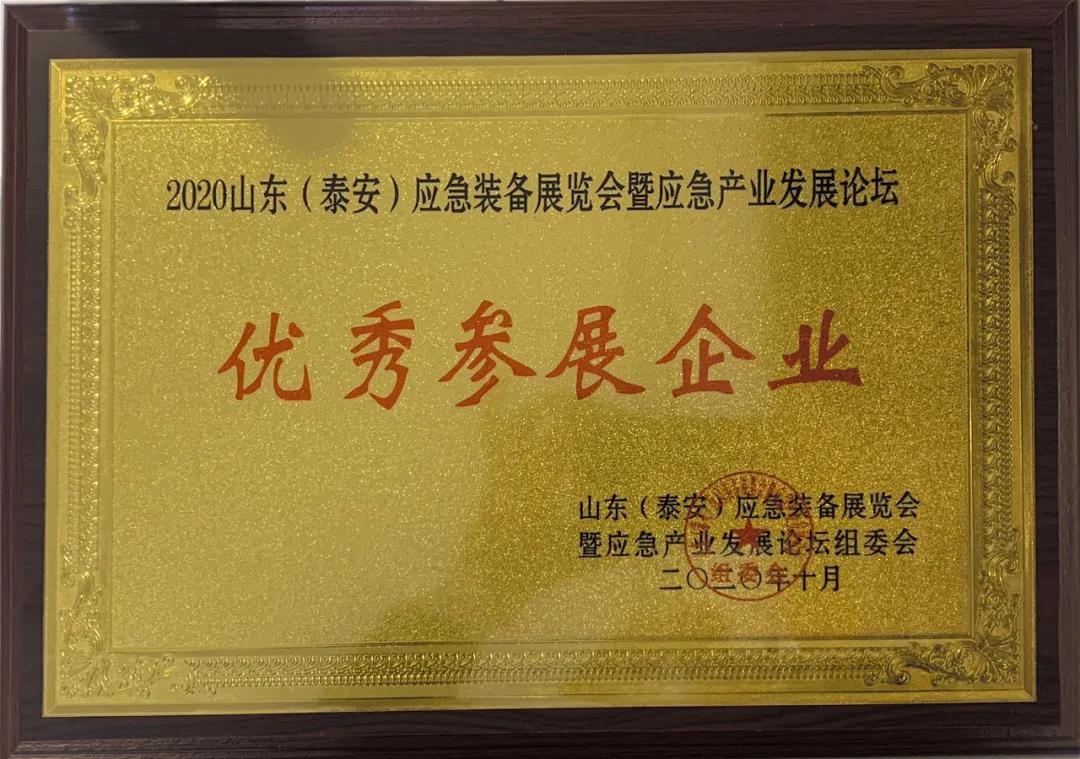 2020山东（泰安）应急装备展览会暨应急产业发展论坛
优秀参展企业
山东（泰安）应急装备展览会
暨应急产业发展论坛组委会
二〇二〇年十月
组委会